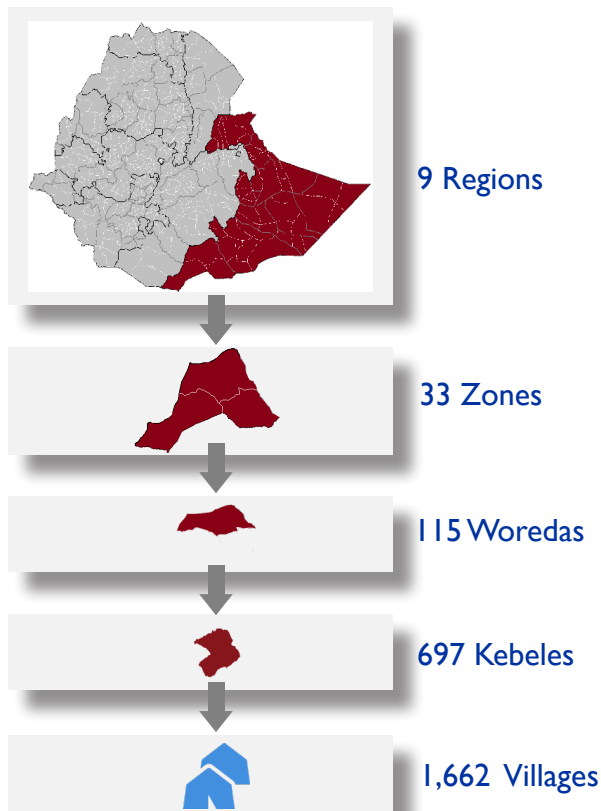 9 Regions
33 Zones
115 Woredas
697 Kebeles
1,662 Villages